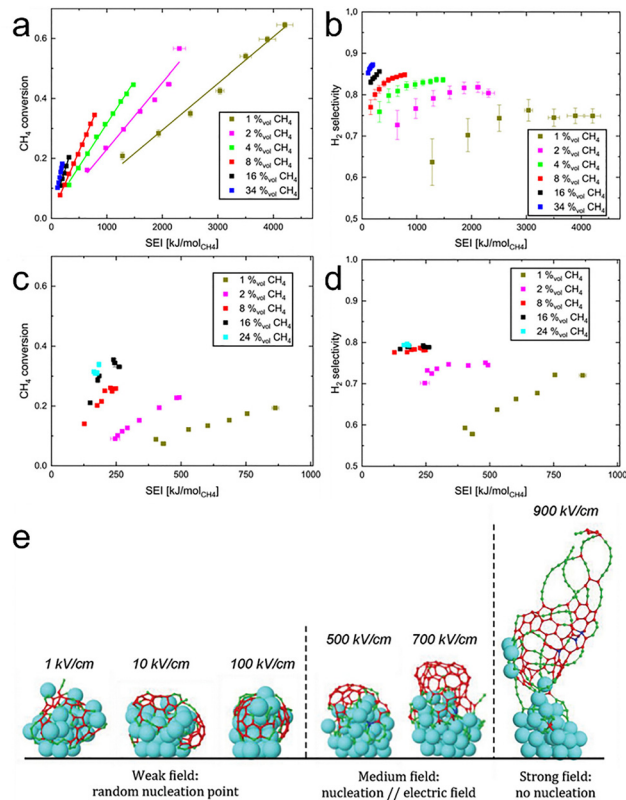 a
CH4 conversion
0.6
0.4
0.2
0.0
0
1000
2000
3000
4000
SEI [kJ/molCH4]
1 %vol CH4
2 %vol CH4
4 %vol CH4
8 %vol CH4
16 %vol CH4
34 %vol CH4
b
H2 selectivity
0,9
0,8
0,7
0,6
0,5
0
1000
2000
3000
4000
SEI [kJ/molCH4]
1 %vol CH4
2 %vol CH4
4 %vol CH4
8 %vol CH4
16 %vol CH4
34 %vol CH4
c
CH4 conversion
0.6
0.4
0.2
0.0
0
250
500
750
1000
SEI [kJ/molCH4]
1 %vol CH4
2 %vol CH4
8 %vol CH4
16 %vol CH4
24 %vol CH4
d
H2 selectivity
1.0
0.9
0.8
0.7
0.6
0.5
0
250
500
750
1000
SEI [kJ/molCH4]
1 %vol CH4
2 %vol CH4
8 %vol CH4
16 %vol CH4
24 %vol CH4
e
900 kV/cm
500 kV/cm 700 kV/cm
1 kV/cm 10 kV/cm 100 kV/cm
Weak field:
random nucleation point
Medium field:
nucleation // electric field
Strong field:
no nucleation